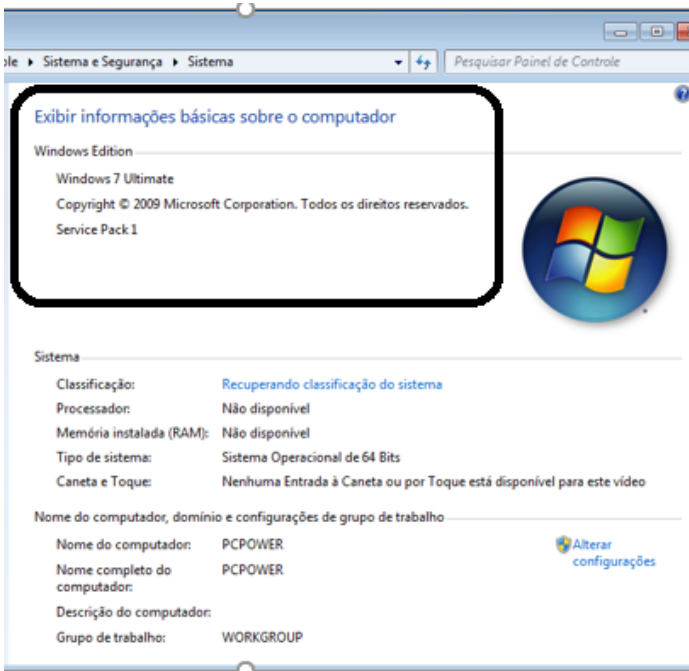 ole ▸ Sistema e Segurança ▸ Sistema
Pesquisar Painel de Controle
Exibir informações básicas sobre o computador
Windows Edition
Windows 7 Ultimate
Copyright © 2009 Microsoft Corporation. Todos os direitos reservados.
Service Pack 1
Sistema
Classificação: Recuperando classificação do sistema
Processador: Não disponível
Memória instalada (RAM): Não disponível
Tipo de sistema: Sistema Operacional de 64 Bits
Caneta e Toque: Nenhuma Entrada à Caneta ou por Toque está disponível para este vídeo
Nome do computador, domínio e configurações de grupo de trabalho
Nome do computador: PCPOWER
Alterar
configurações
Nome completo do
computador: PCPOWER
Descrição do computador:
Grupo de trabalho: WORKGROUP